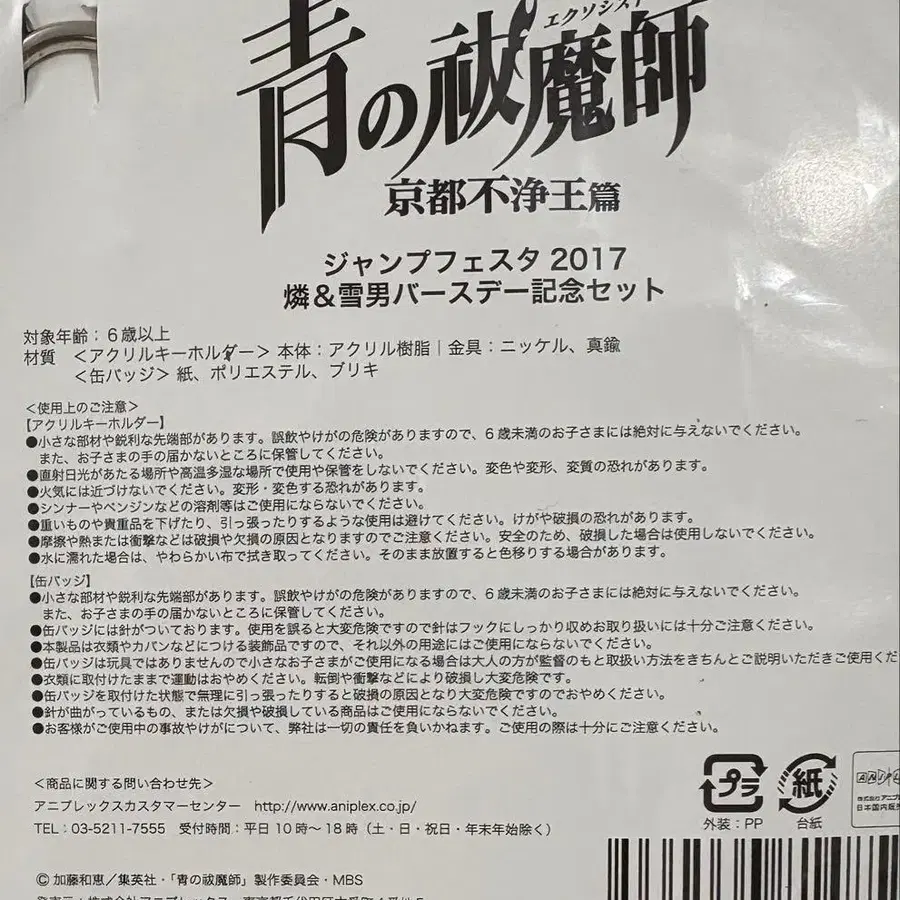 エクソシスト
青の祓魔師
京都不浄王篇
ジャンプフェスタ 2017
燐&雪男バースデー記念セット
対象年齢：6歳以上
材質 <アクリルキーホルダー> 本体：アクリル樹脂｜金具：ニッケル、真鍮
<缶バッジ> 紙、ポリエステル、ブリキ
<使用上のご注意>
【アクリルキーホルダー】
●小さな部材や鋭利な先端部があります。誤飲やけがの危険がありますので、6歳未満のお子さまには絶対に与えないでください。
また、お子さまの手の届かないところに保管してください。
●直射日光があたる場所や高温多湿な場所で使用や保管をしないでください。変色や変形、変質の恐れがあります。
●火気には近づけないでください。変形・変色する恐れがあります。
●シンナーやベンジンなどの溶剤等はご使用にならないでください。
●重いものや貴重品を下げたり、引っ張ったりするような使用は避けてください。けがや破損の恐れがあります。
●摩擦や熱または衝撃などは破損や欠損の原因となりますのでご注意ください。安全のため、破損した場合は使用しないでください。
●水に濡れた場合は、やわらかい布で拭き取ってください。そのまま放置すると色移りする場合があります。
【缶バッジ】
●小さな部材や鋭利な先端部があります。誤飲やけがの危険がありますので、6歳未満のお子さまには絶対に与えないでください。
また、お子さまの手の届かないところに保管してください。
●缶バッジには針がついております。使用を誤ると大変危険ですので針はフックにしっかり収めお取り扱いには十分ご注意ください。
●本製品は衣類やカバンなどにつける装飾品ですので、それ以外の用途にはご使用にならないでください。
●缶バッジは玩具ではありませんので小さなお子さまがご使用になる場合は大人の方が監督のもと取扱い方法をきちんとご説明いただきご使用くだ
●衣類に取付けたままで運動はおやめください。転倒や衝撃などにより破損し大変危険です。
●缶バッジを取付けた状態で無理に引っ張ったりすると破損の原因となり大変危険ですのでおやめください。
●針が曲がっているもの、または欠損や破損している商品はご使用にならないでください。
●お客様がご使用中の事故やけがについて、弊社は一切の責任を負いかねます。ご使用の際は十分にご注意ください。
プラ
紙
外装：PP
台紙
ANIPL
株式会社アニプ
日本国内販売
<商品に関する問い合わせ先>
アニプレックスカスタマーセンター http://www.aniplex.co.jp/
TEL：03-5211-7555 受付時間：平日 10時〜18時（土・日・祝日・年末年始除く）
© 加藤和恵／集英社・「青の祓魔師」製作委員会・MBS